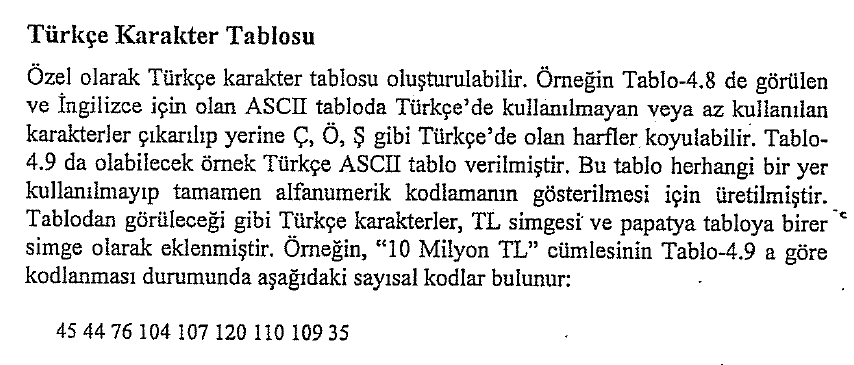 Türkçe Karakter Tablosu
Özel olarak Türkçe karakter tablosu oluşturulabilir. Örneğin Tablo-4.8 de görülen
ve İngilizce için olan ASCII tabloda Türkçe’de kullanılmayan veya az kullanılan
karakterler çıkarılıp yerine Ç, Ö, Ş gibi Türkçe’de olan harfler koyulabilir. Tablo-
4.9 da olabilecek örnek Türkçe ASCII tablo verilmiştir. Bu tablo herhangi bir yer
kullanılmayıp tamamen alfanumerik kodlamanın gösterilmesi için üretilmiştir.
Tablodan görüleceği gibi Türkçe karakterler, TL simgesi ve papatya tabloya birer
simge olarak eklenmiştir. Örneğin, “10 Milyon TL” cümlesinin Tablo-4.9 a göre
kodlanması durumunda aşağıdaki sayısal kodlar bulunur:
45 44 76 104 107 120 110 109 35